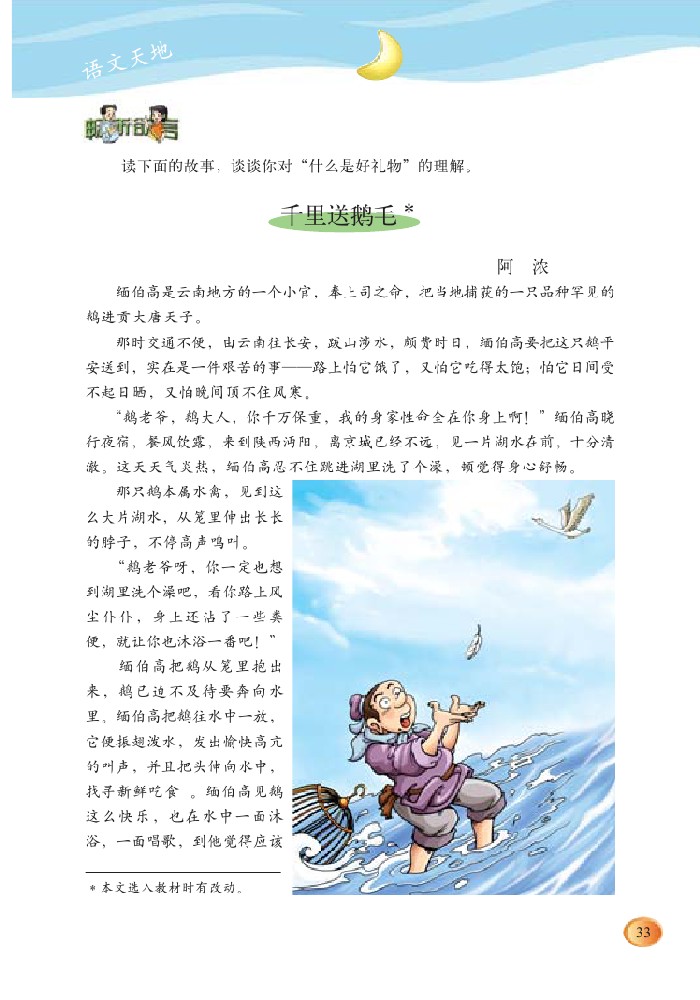 语文天地
畅所欲言
读下面的故事，谈谈你对“什么是好礼物”的理解。
千里送鹅毛*
阿 浓
缅伯高是云南地方的一个小官，奉上司之命，把当地捕获的一只品种罕见的
鹅进贡大唐天子。
那时交通不便，由云南往长安，跋山涉水，颇费时日，缅伯高要把这只鹅平
安送到，实在是一件艰苦的事——路上怕它饿了，又怕它吃得太饱；怕它日间受
不起日晒，又怕晚间顶不住风寒。
“鹅老爷，鹅大人，你千万保重，我的身家性命全在你身上啊！”缅伯高晓
行夜宿，餐风饮露，来到陕西沔阳，离京城已经不远，见一片湖水在前，十分清
澈。这天天气炎热，缅伯高忍不住跳进湖里洗了个澡，顿觉得身心舒畅。
那只鹅本属水禽，见到这
么大片湖水，从笼里伸出长长
的脖子，不停高声鸣叫。
“鹅老爷呀，你一定也想
到湖里洗个澡吧，看你路上风
尘仆仆，身上还沾了一些粪
便，就让你也沐浴一番吧！”
缅伯高把鹅从笼里抱出
来，鹅已迫不及待要奔向水
里。缅伯高把鹅往水中一放，
它便振翅泼水，发出愉快高亢
的叫声，并且把头伸向水中，
找寻新鲜吃食 。缅伯高见鹅
这么快乐，也在水中一面沐
浴，一面唱歌，到他觉得应该
*本文选入教材时有改动。
33